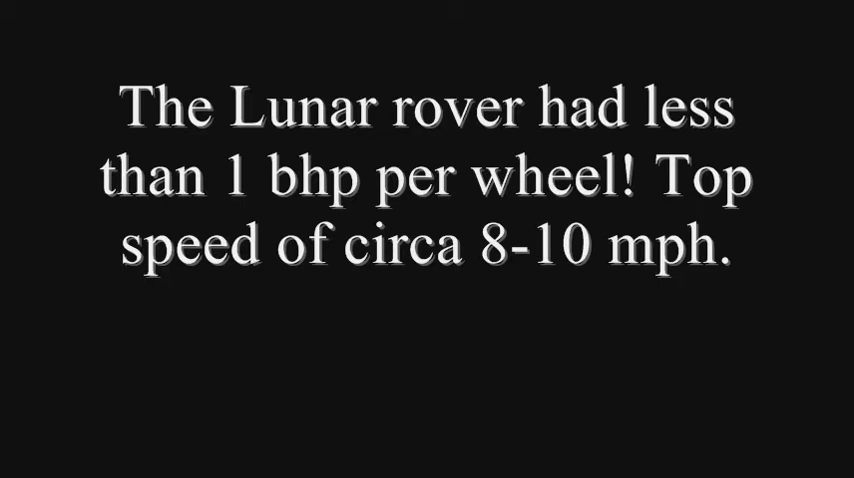 The Lunar rover had less
than 1 bhp per wheel! Top
speed of circa 8-10 mph.